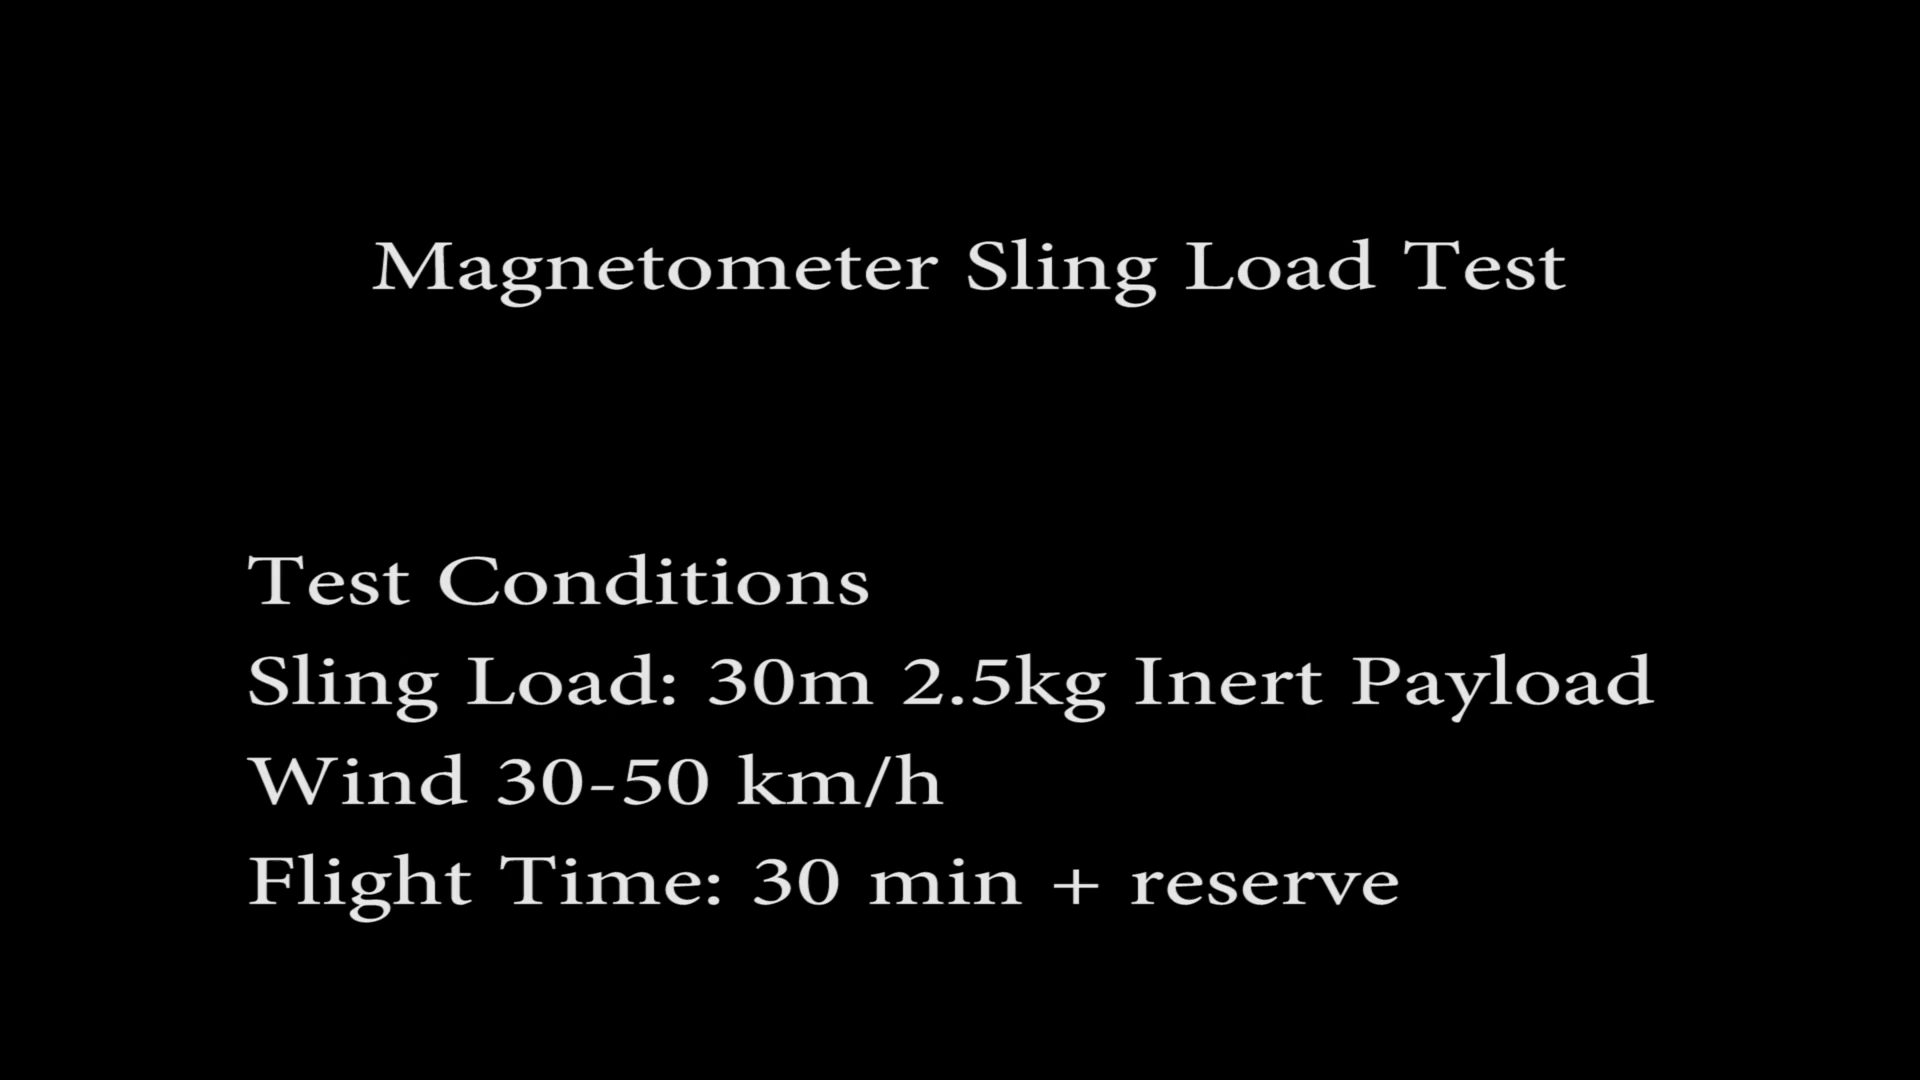 Magnetometer Sling Load Test
Test Conditions
Sling Load: 30m 2.5kg Inert Payload
Wind 30-50 km/h
Flight Time: 30 min + reserve